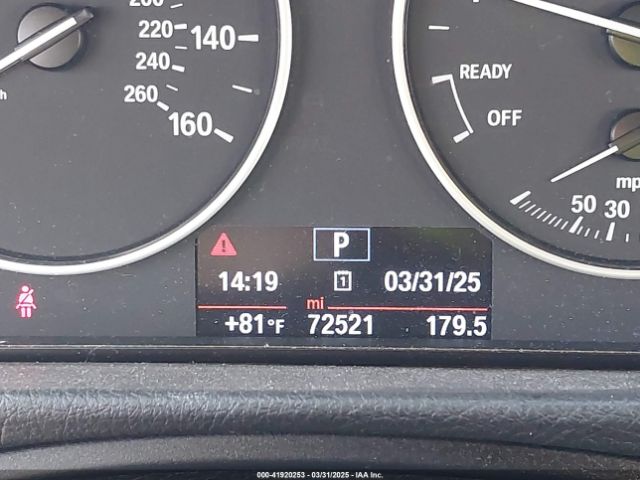 220
140
240
260
160
READY
OFF
50 30
P
14:19 1 03/31/25
mi
+81°F 72521 179.5
000-41920253 - 03/31/2025 - IAA Inc.